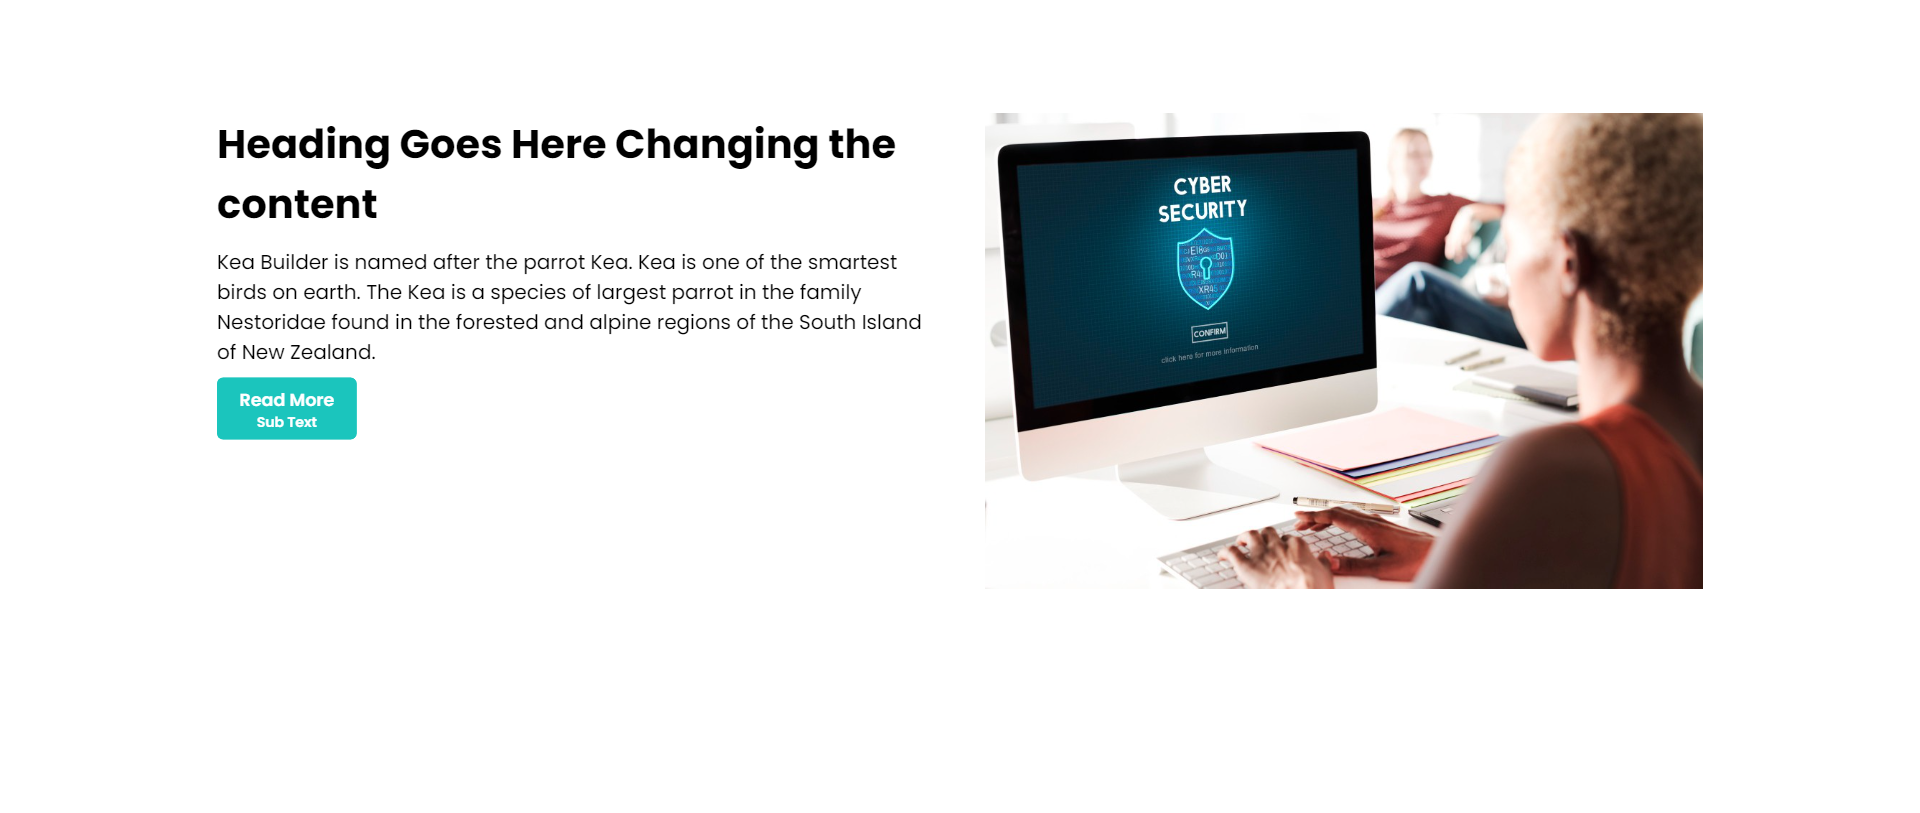 Heading Goes Here Changing the
content
Kea Builder is named after the parrot Kea. Kea is one of the smartest
birds on earth. The Kea is a species of largest parrot in the family
Nestoridae found in the forested and alpine regions of the South Island
of New Zealand.
Read More
Sub Text
CYBER
SECURITY
CONFIRM
click here for more information